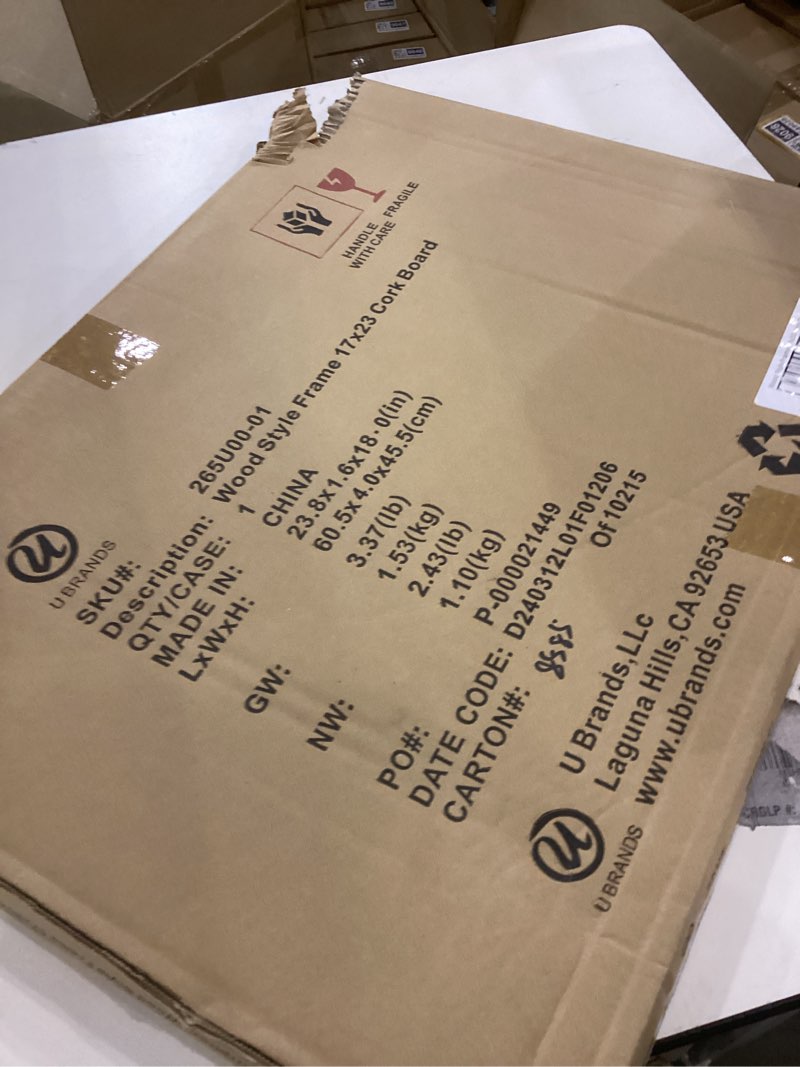 HANDLE FRAGILE
WITH CARE
U BRANDS
SKU#: 265U00-01
Description: Wood Style Frame 17x23 Cork Board
QTY/CASE: 1
MADE IN: CHINA
LxWxH: 23.8x1.6x18.0(in)
60.5x4.0x45.5(cm)
GW: 3.37(lb)
1.53(kg)
NW: 2.43(lb)
1.10(kg)
PO#: P-000021449
DATE CODE: D240312L01F01206
CARTON#: 8585 Of 10215
U BRANDS
U Brands,LLc
Laguna Hills,CA 92653 USA
www.ubrands.com